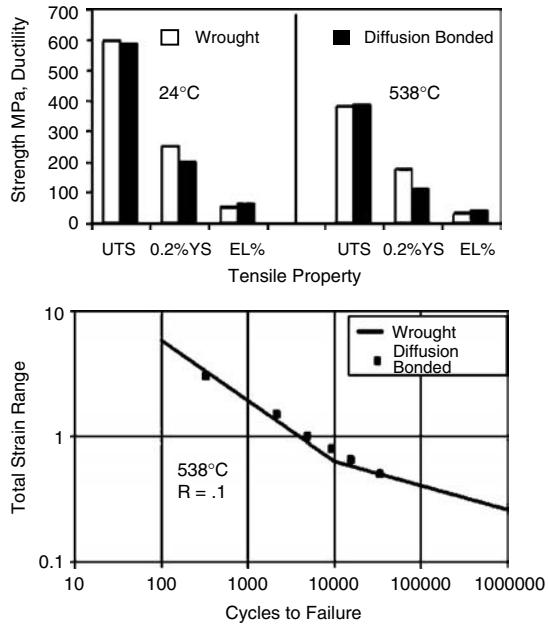 700
600
500
400
300
200
100
0
Strength MPa, Ductility
Wrought
Diffusion Bonded
24°C
538°C
UTS
0.2%YS
EL%
UTS
0.2%YS
EL%
Tensile Property
10
1
0.1
Total Strain Range
Wrought
Diffusion
Bonded
538°C
R = .1
10
100
1000
10000
100000
1000000
Cycles to Failure